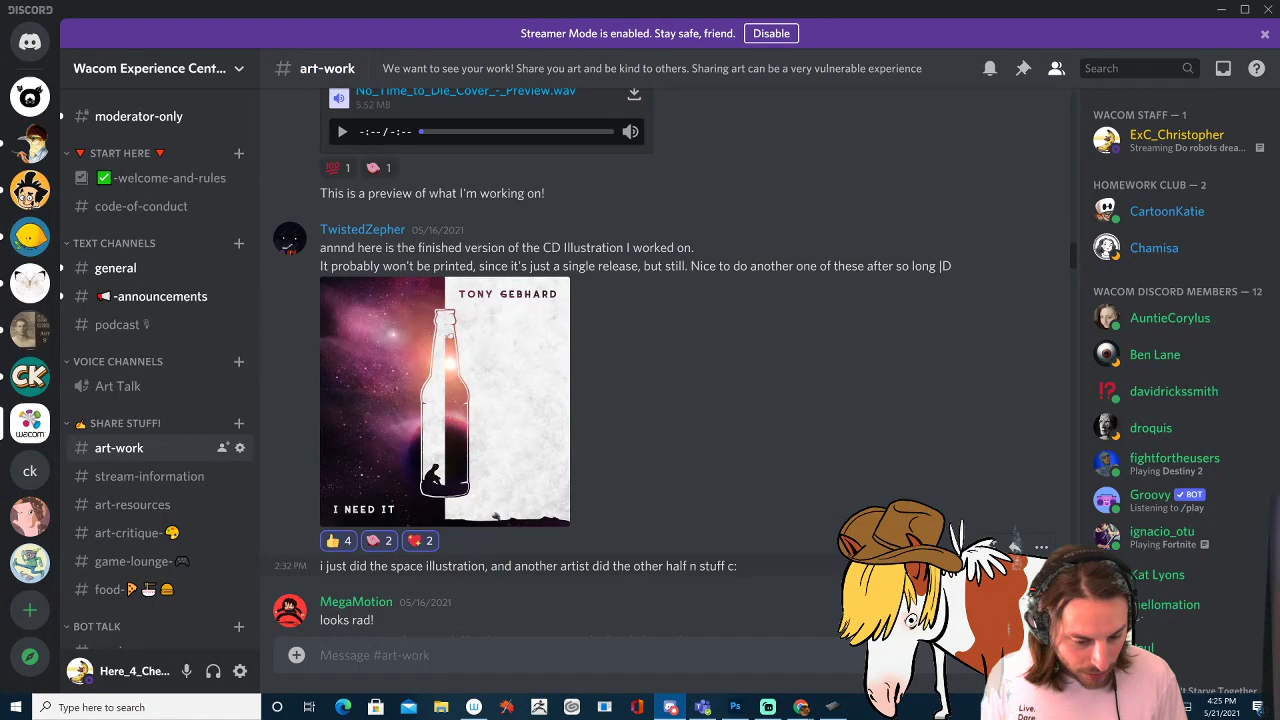 DISCORD
Streamer Mode is enabled. Stay safe, friend.
Disable
Wacom Experience Cent...
moderator-only
START HERE
-welcome-and-rules
code-of-conduct
TEXT CHANNELS
general
-announcements
podcast
VOICE CHANNELS
Art Talk
SHARE STUFF!
art-work
stream-information
art-resources
art-critique-
game-lounge-
food-
BOT TALK
Here_4_Che...
CK
wacom
CK
art-work
We want to see your work! Share you art and be kind to others. Sharing art can be a very vulnerable experience
Search
No_Time_to_Die_Cover_-_Preview.wav
5.52 MB
-:--/-:--
1
1
This is a preview of what I'm working on!
TwistedZepher 05/16/2021
annnd here is the finished version of the CD Illustration I worked on.
It probably won't be printed, since it's just a single release, but still. Nice to do another one of these after so long |D
TONY GEBHARD
I NEED IT
4
2
2
2:32 PM i just did the space illustration, and another artist did the other half n stuff c:
MegaMotion 05/16/2021
looks rad!
Message #art-work
WACOM STAFF — 1
ExC_Christopher
Streaming Do robots drea...
HOMEWORK CLUB — 2
CartoonKatie
Chamisa
WACOM DISCORD MEMBERS — 12
AuntieCorylus
Ben Lane
davidrickssmith
droquis
fightfortheusers
Playing Destiny 2
Groovy BOT
Listening to /play
ignacio_otu
Playing Fortnite
Kat Lyons
mellomation
't Starve Together
Live.
Dare
Type here to search
4:25 PM
5/21/2021